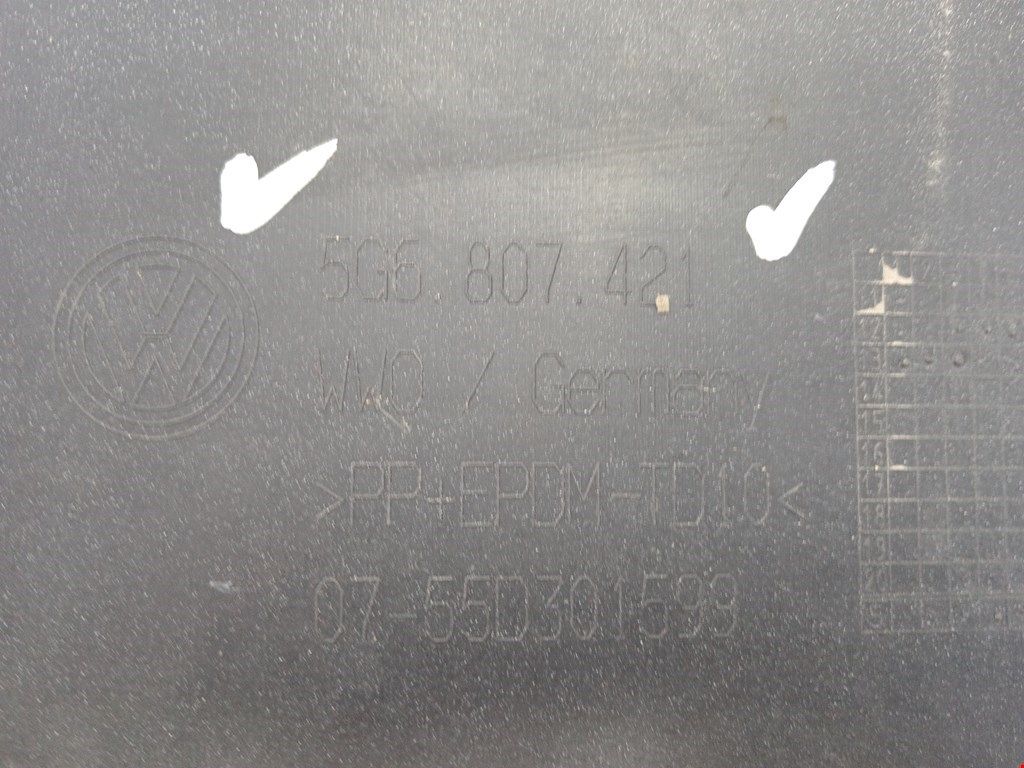 5G6 807.421
WWO / Germany
>PP+EPDM-TD10<
07-55D301599